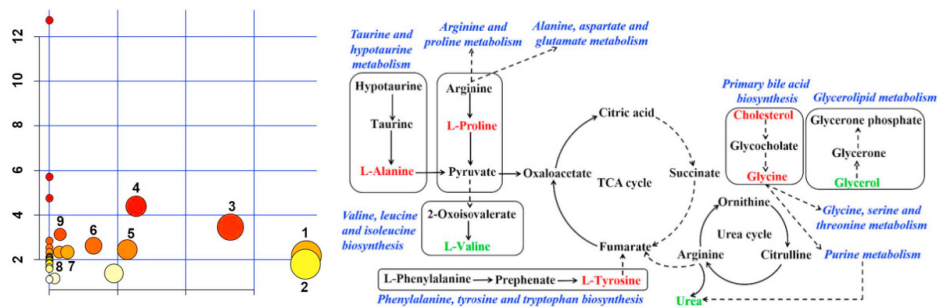 12
10
8
6
4
2
1
2
3
4
5
6
7
8
9
Taurine and
hypotaurine
metabolism
Arginine and
proline metabolism
Alanine, aspartate and
glutamate metabolism
Hypotaurine
Taurine
L-Alanine
Arginine
L-Proline
Pyruvate
2-Oxoisovalerate
L-Valine
Valine, leucine
and isoleucine
biosynthesis
Oxaloacetate
Citric acid
TCA cycle
Succinate
Fumarate
L-Phenylalanine
Prephenate
L-Tyrosine
Phenylalanine, tyrosine and tryptophan biosynthesis
Primary bile acid
biosynthesis
Cholesterol
Glycocholate
Glycine
Glycerolipid metabolism
Glycerone phosphate
Glycerone
Glycerol
Ornithine
Urea cycle
Arginine
Citrulline
Urea
Glycine, serine and
threonine metabolism
Purine metabolism